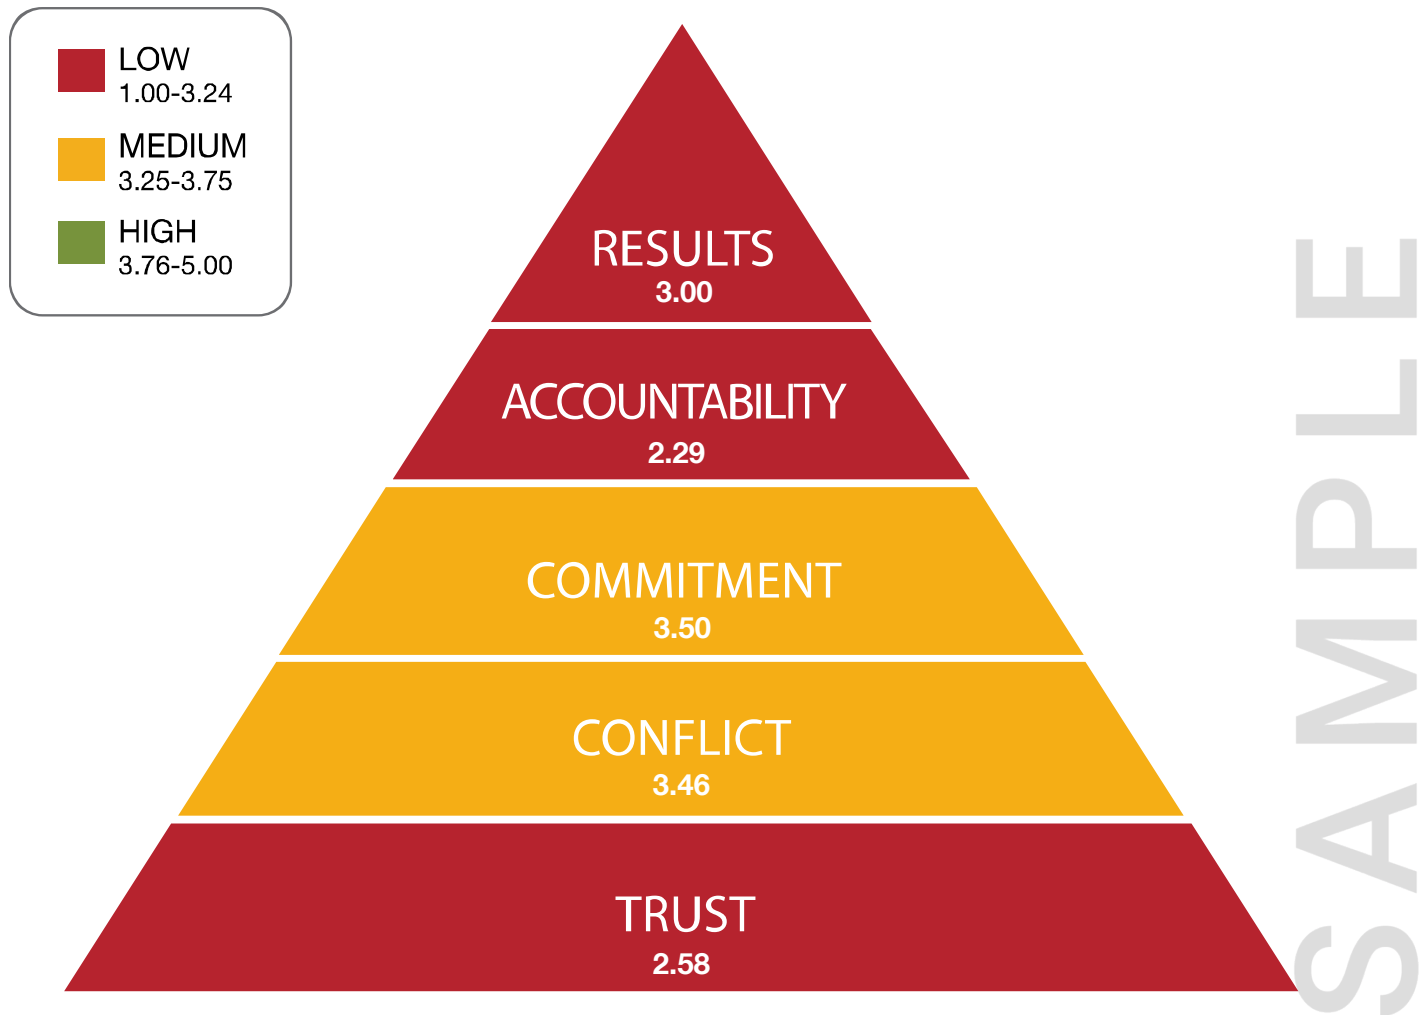 LOW
1.00-3.24
MEDIUM
3.25-3.75
HIGH
3.76-5.00
RESULTS
3.00
ACCOUNTABILITY
2.29
COMMITMENT
3.50
CONFLICT
3.46
TRUST
2.58
SAMPLE